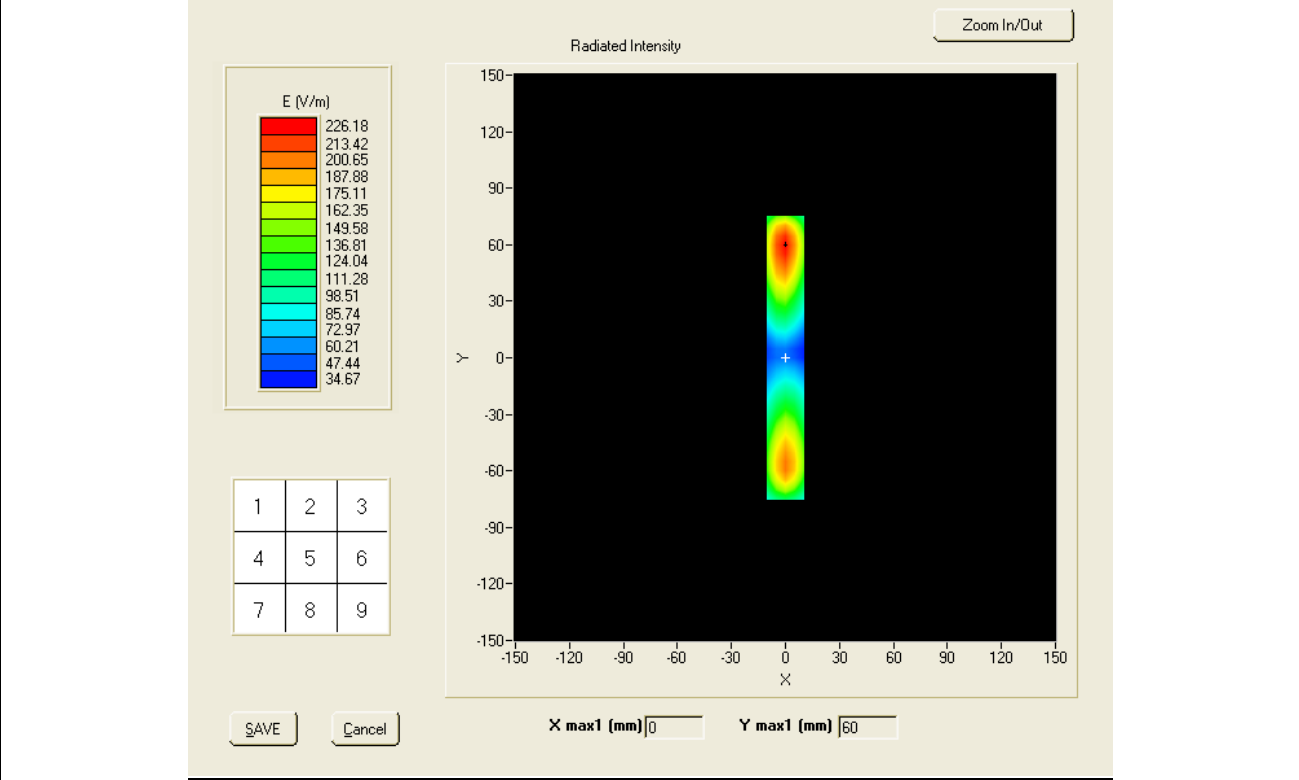 Zoom In/Out
Radiated Intensity
E (V/m)
226.18
213.42
200.65
187.88
175.11
162.35
149.58
136.81
124.04
111.28
98.51
85.74
72.97
60.21
47.44
34.67
150
120
90
60
30
0
-30
-60
-90
-120
-150
Y
-150 -120 -90 -60 -30 0 30 60 90 120 150
X
1 2 3
4 5 6
7 8 9
SAVE Cancel
X max1 (mm) 0 Y max1 (mm) 60